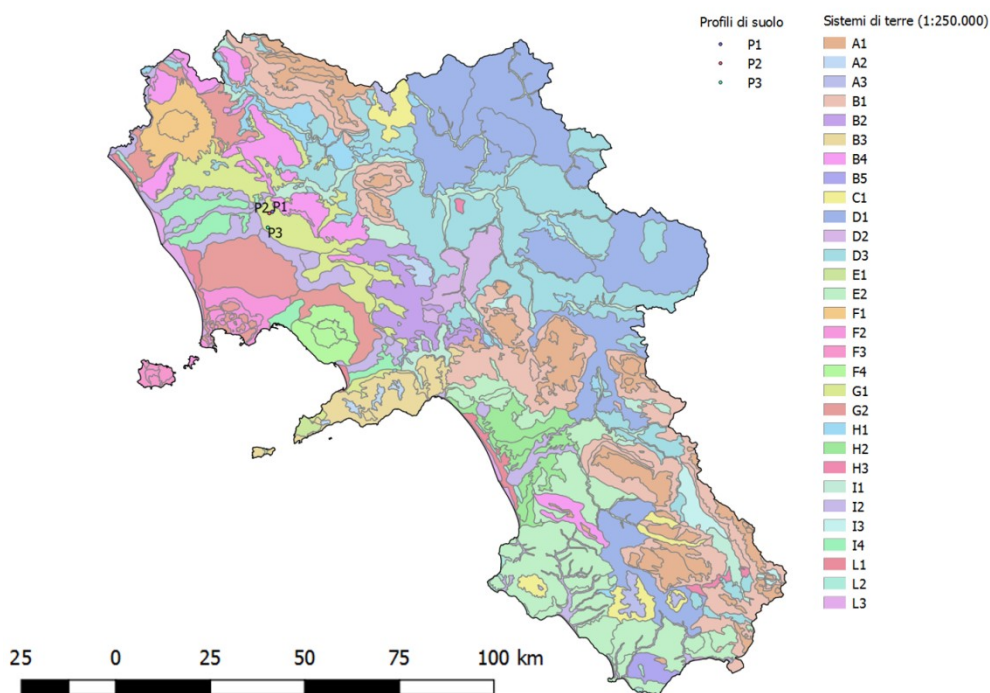 Profili di suolo
P1
P2
P3
Sistemi di terre (1:250.000)
A1
A2
A3
B1
B2
B3
B4
B5
C1
D1
D2
D3
E1
E2
F1
F2
F3
F4
G1
G2
H1
H2
H3
I1
I2
I3
I4
L1
L2
L3
P2 P1
P3
25 0 25 50 75 100 km